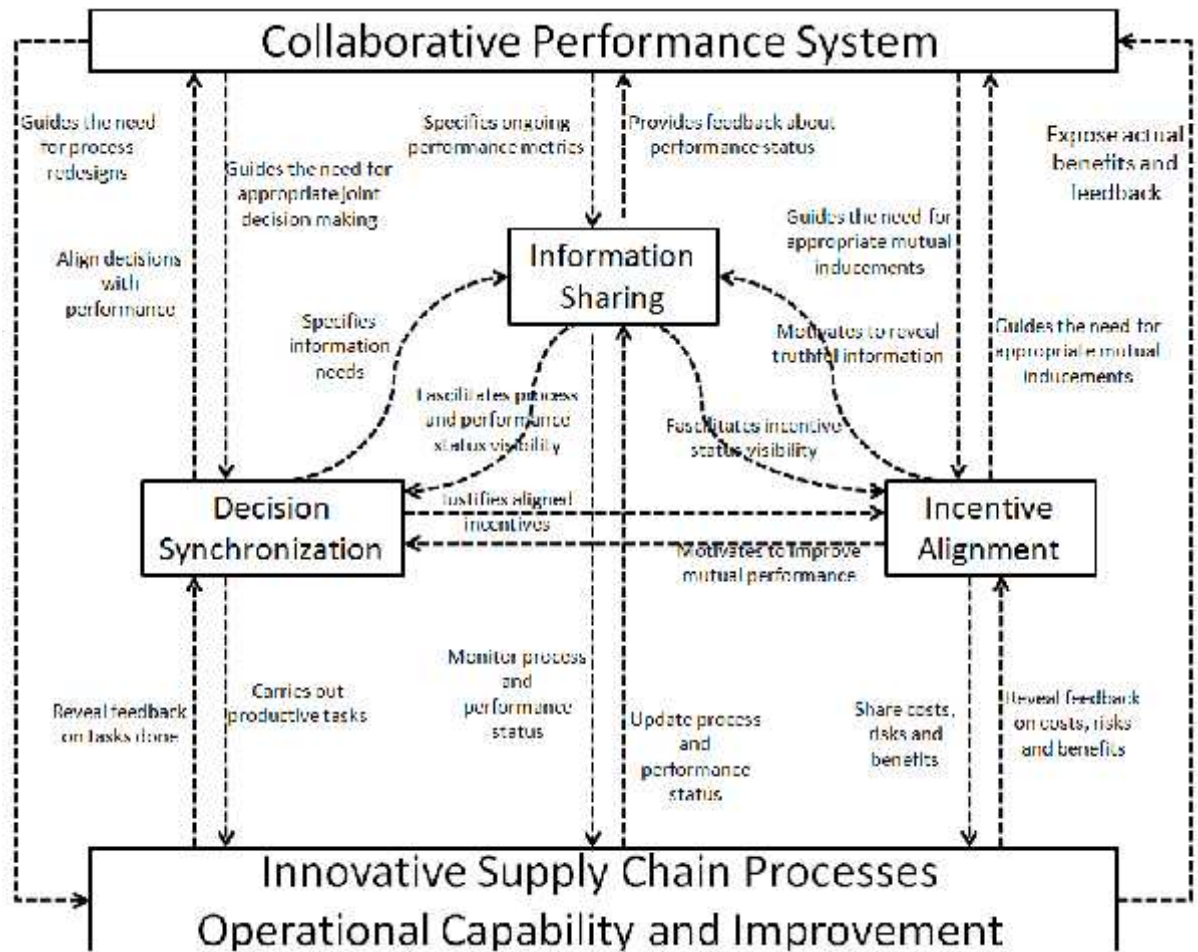 Collaborative Performance System
Guides the need
for process
redesigns
Guides the need for
appropriate joint
decision making
Specifies ongoing
performance metrics
Provides feedback about
performance status
Expose actual
benefits and
feedback
Guides the need for
appropriate mutual
inducements
Align decisions
with
performance
Information
Sharing
Specifies
information
needs
Motivates to reveal
truthful information
Guides the need for
appropriate mutual
inducements
Fascilitates process
and performance
status visibility
Fascilitates incentive
status visibility
Decision
Synchronization
Justifies aligned
incentives
Motivates to improve
mutual performance
Incentive
Alignment
Reveal feedback
on tasks done
Carries out
productive tasks
Monitor process
and
performance
status
Update process
and
performance
status
Share costs,
risks and
benefits
Reveal feedback
on costs, risks
and benefits
Innovative Supply Chain Processes
Operational Capability and Improvement